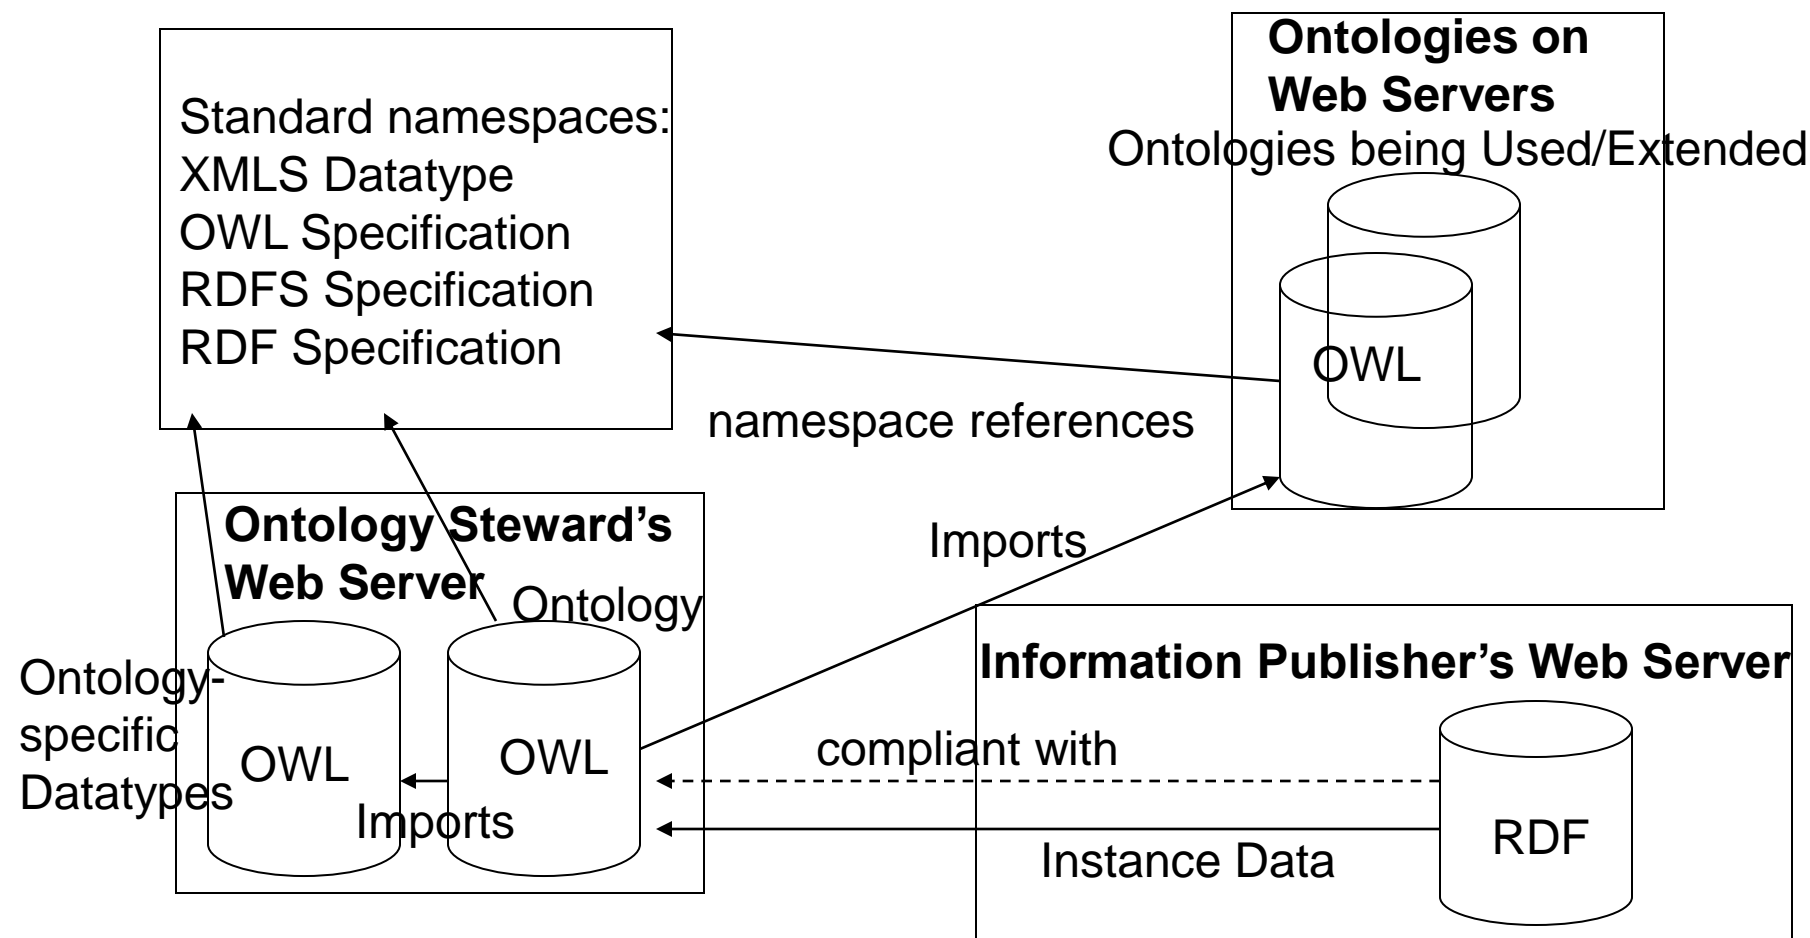 Standard namespaces:
XMLS Datatype
OWL Specification
RDFS Specification
RDF Specification
Ontologies on
Web Servers
Ontologies being Used/Extended
OWL
namespace references
Imports
Ontology Steward’s
Web Server
Ontology
Ontology-
specific
Datatypes
OWL
OWL
Imports
Information Publisher’s Web Server
compliant with
Instance Data
RDF